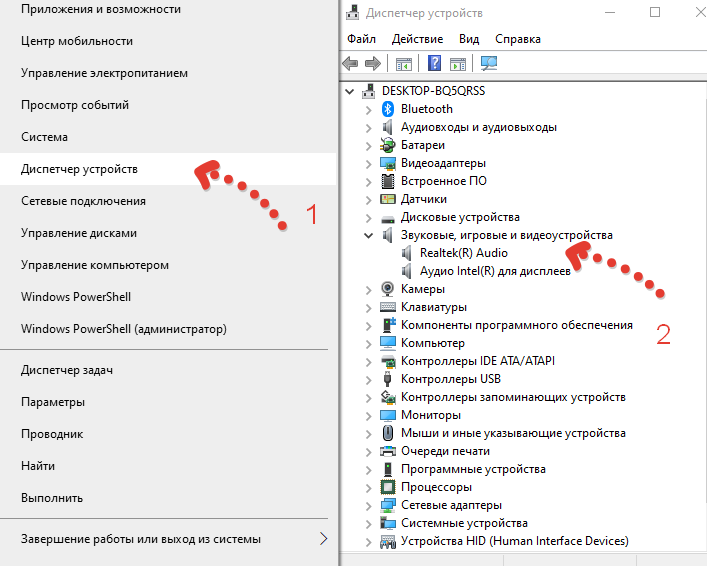 Приложения и возможности
Центр мобильности
Управление электропитанием
Просмотр событий
Система
Диспетчер устройств
Сетевые подключения
Управление дисками
Управление компьютером
Windows PowerShell
Windows PowerShell (администратор)
Диспетчер задач
Параметры
Проводник
Найти
Выполнить
Завершение работы или выход из системы
1
Диспетчер устройств
Файл Действие Вид Справка
DESKTOP-BQ5QRSS
Bluetooth
Аудиовходы и аудиовыходы
Батареи
Видеоадаптеры
Встроенное ПО
Датчики
Дисковые устройства
Звуковые, игровые и видеоустройства
Realtek(R) Audio
Аудио Intel(R) для дисплеев
Камеры
Клавиатуры
Компоненты программного обеспечения
Компьютер
Контроллеры IDE ATA/ATAPI
Контроллеры USB
Контроллеры запоминающих устройств
Мониторы
Мыши и иные указывающие устройства
Очереди печати
Программные устройства
Процессоры
Сетевые адаптеры
Системные устройства
Устройства HID (Human Interface Devices)
2